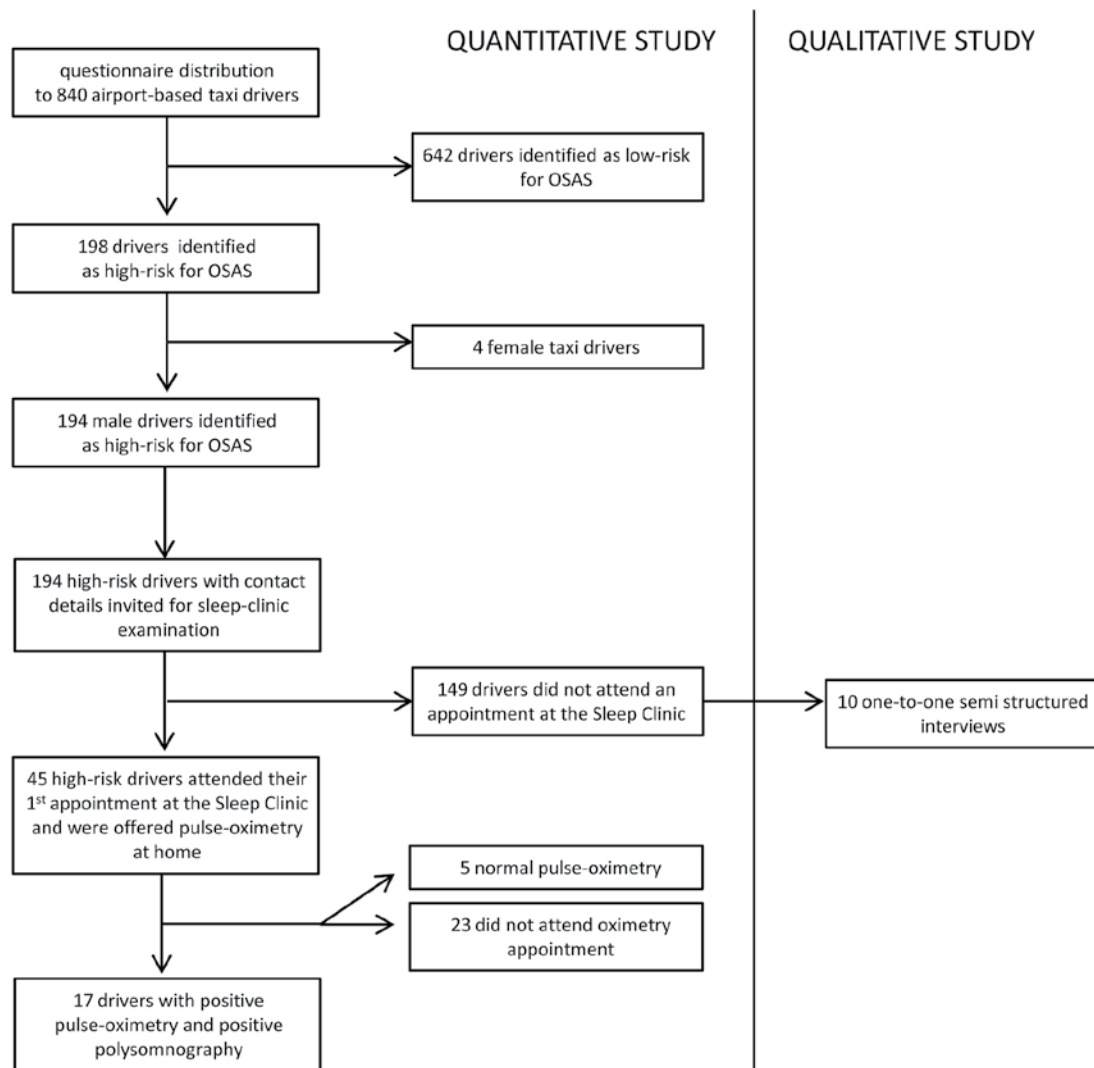 QUANTITATIVE STUDY
QUALITATIVE STUDY
questionnaire distribution
to 840 airport-based taxi drivers
642 drivers identified as low-risk
for OSAS
198 drivers identified
as high-risk for OSAS
4 female taxi drivers
194 male drivers identified
as high-risk for OSAS
194 high-risk drivers with contact
details invited for sleep-clinic
examination
149 drivers did not attend an
appointment at the Sleep Clinic
10 one-to-one semi structured
interviews
45 high-risk drivers attended their
1st appointment at the Sleep Clinic
and were offered pulse-oximetry
at home
5 normal pulse-oximetry
23 did not attend oximetry
appointment
17 drivers with positive
pulse-oximetry and positive
polysomnography